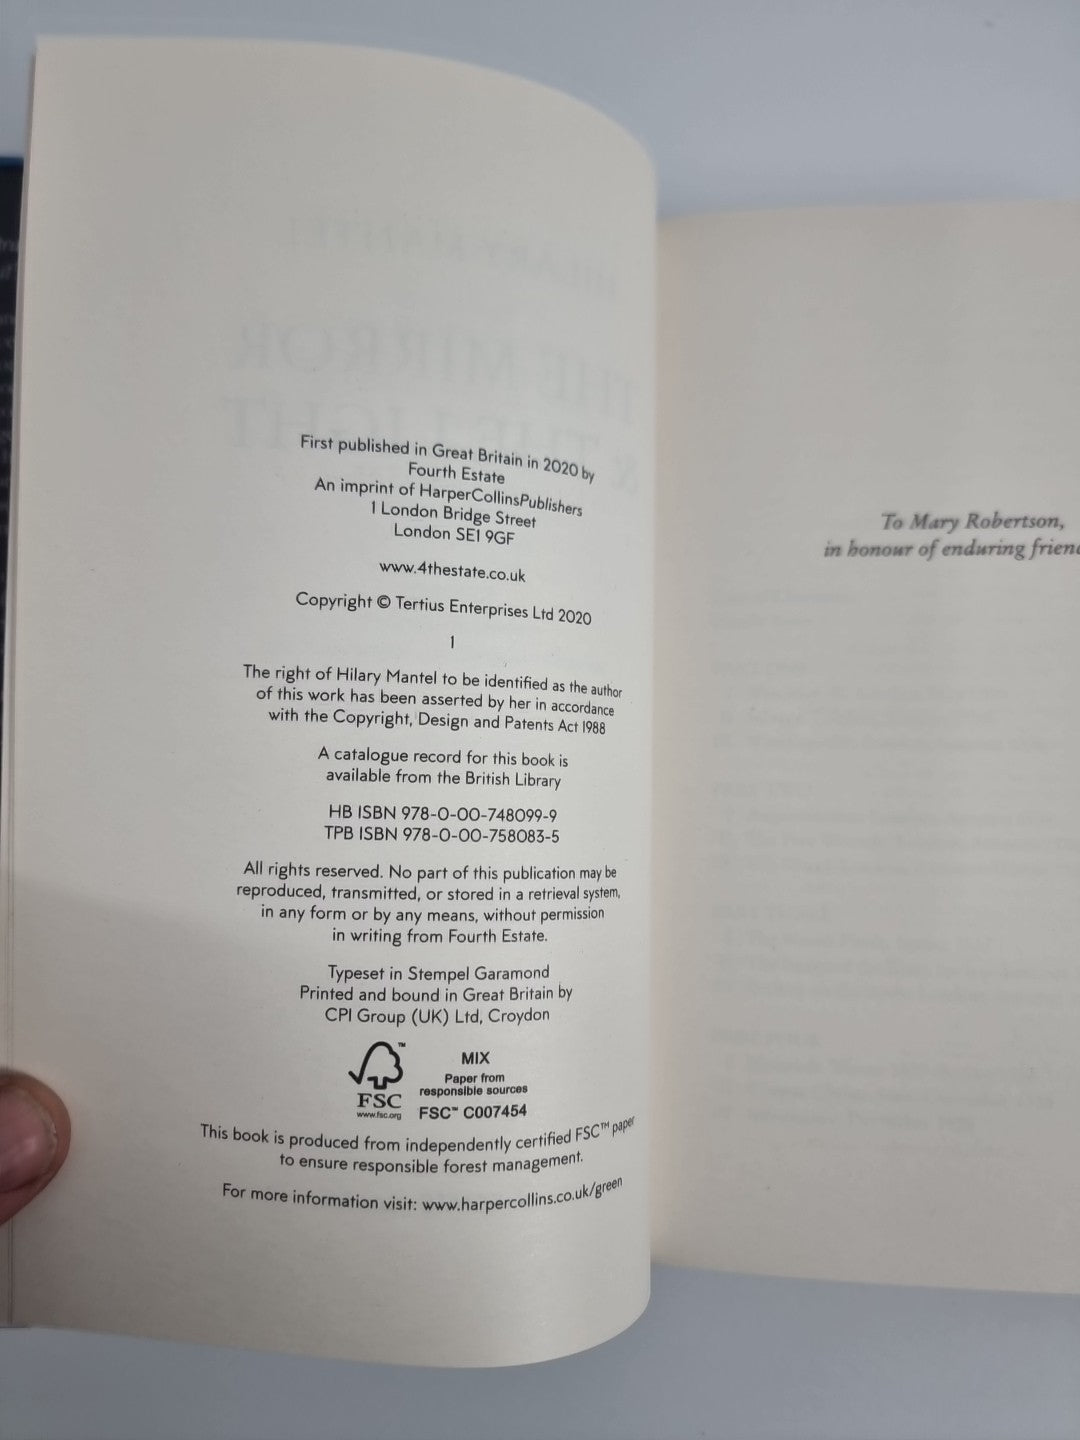 First published in Great Britain in 2020 by
Fourth Estate
An imprint of HarperCollinsPublishers
1 London Bridge Street
London SE1 9GF
www.4thestate.co.uk
Copyright © Tertius Enterprises Ltd 2020
1
The right of Hilary Mantel to be identified as the author
of this work has been asserted by her in accordance
with the Copyright, Design and Patents Act 1988
A catalogue record for this book is
available from the British Library
HB ISBN 978-0-00-748099-9
TPB ISBN 978-0-00-758083-5
All rights reserved. No part of this publication may be
reproduced, transmitted, or stored in a retrieval system,
in any form or by any means, without permission
in writing from Fourth Estate.
Typeset in Stempel Garamond
Printed and bound in Great Britain by
CPI Group (UK) Ltd, Croydon
FSC™
www.fsc.org
MIX
Paper from
responsible sources
FSC™ C007454
This book is produced from independently certified FSC™ paper
to ensure responsible forest management.
For more information visit: www.harpercollins.co.uk/green
To Mary Robertson,
in honour of enduring